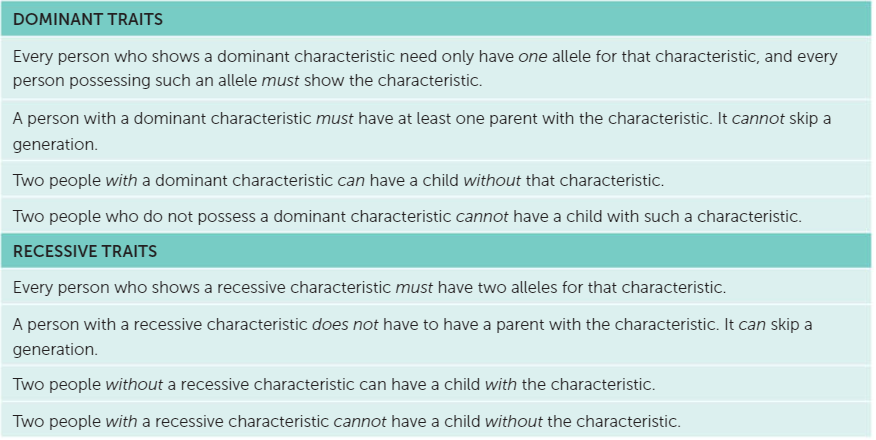 DOMINANT TRAITS
Every person who shows a dominant characteristic need only have one allele for that characteristic, and every
person possessing such an allele must show the characteristic.
A person with a dominant characteristic must have at least one parent with the characteristic. It cannot skip a
generation.
Two people with a dominant characteristic can have a child without that characteristic.
Two people who do not possess a dominant characteristic cannot have a child with such a characteristic.
RECESSIVE TRAITS
Every person who shows a recessive characteristic must have two alleles for that characteristic.
A person with a recessive characteristic does not have to have a parent with the characteristic. It can skip a
generation.
Two people without a recessive characteristic can have a child with the characteristic.
Two people with a recessive characteristic cannot have a child without the characteristic.